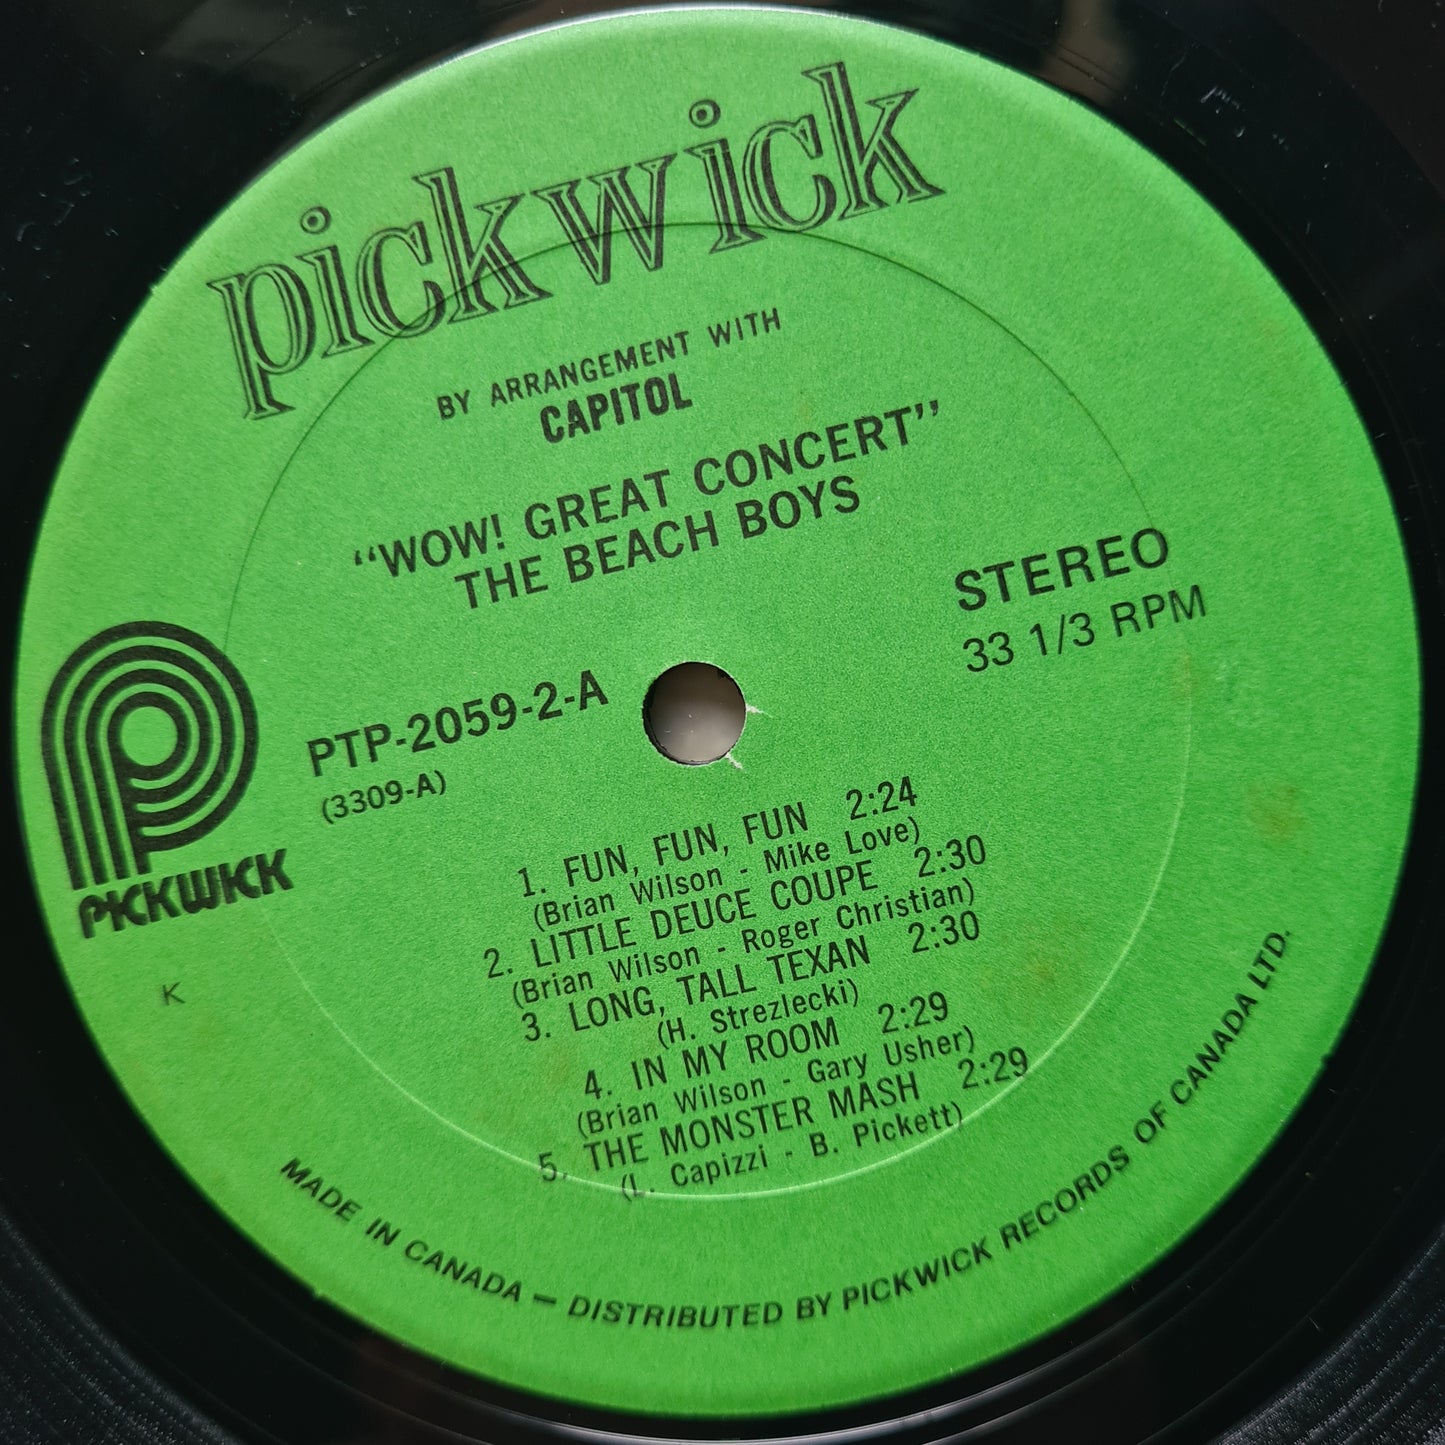 pickwick
BY ARRANGEMENT WITH
CAPITOL
“WOW! GREAT CONCERT”
THE BEACH BOYS
STEREO
33 1/3 RPM
PICKWICK
PTP-2059-2-A
(3309-A)
K
1. FUN, FUN, FUN 2:24
(Brian Wilson - Mike Love)
2. LITTLE DEUCE COUPE 2:30
(Brian Wilson - Roger Christian)
3. LONG, TALL TEXAN 2:30
(H. Strezlecki)
4. IN MY ROOM 2:29
(Brian Wilson - Gary Usher)
5. THE MONSTER MASH 2:29
(L. Capizzi - B. Pickett)
MADE IN CANADA — DISTRIBUTED BY PICKWICK RECORDS OF CANADA LTD.